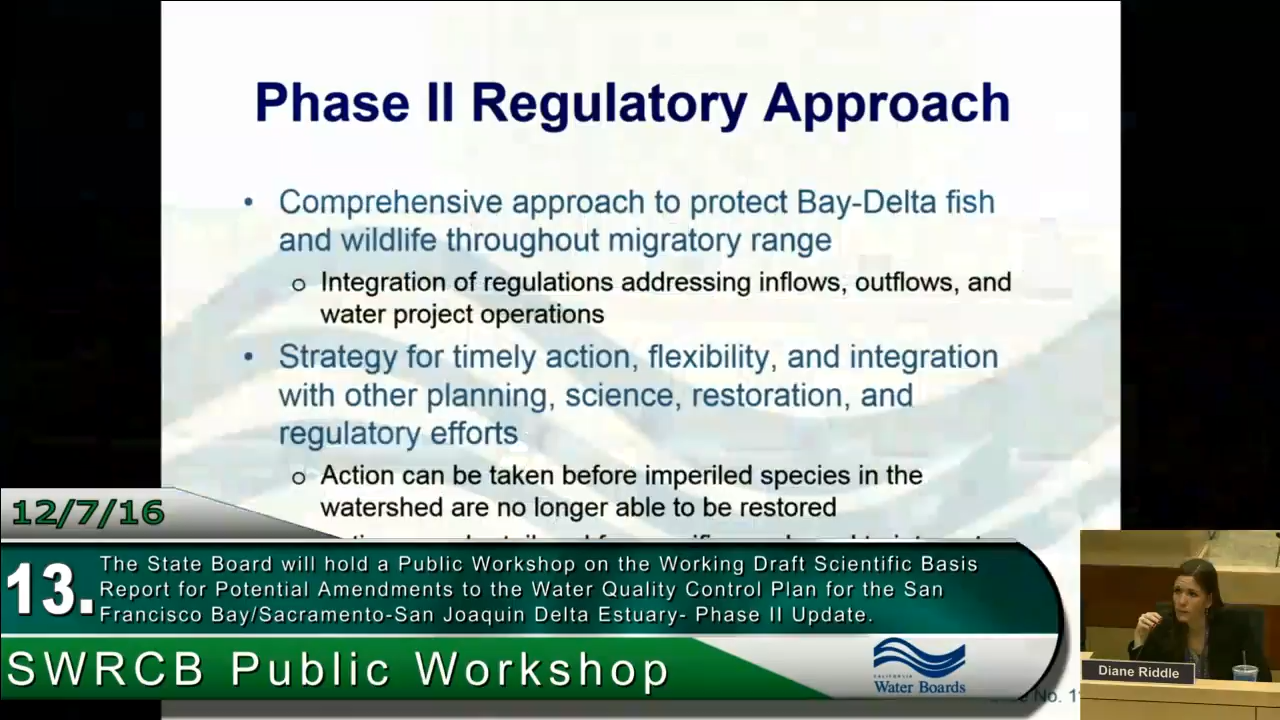 Phase II Regulatory Approach
• Comprehensive approach to protect Bay-Delta fish
and wildlife throughout migratory range
o Integration of regulations addressing inflows, outflows, and
water project operations
• Strategy for timely action, flexibility, and integration
with other planning, science, restoration, and
regulatory efforts
o Action can be taken before imperiled species in the
watershed are no longer able to be restored
12/7/16
13.
The State Board will hold a Public Workshop on the Working Draft Scientific Basis
Report for Potential Amendments to the Water Quality Control Plan for the San
Francisco Bay/Sacramento-San Joaquin Delta Estuary- Phase II Update.
SWRCB Public Workshop
CALIFORNIA
Water Boards
No.
Diane Riddle